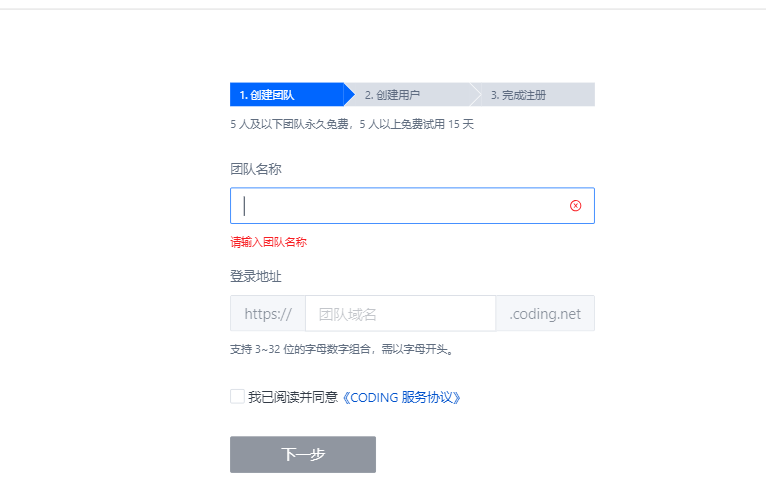 1. 创建团队 2. 创建用户 3. 完成注册
5 人及以下团队永久免费，5 人以上免费试用 15 天
团队名称
请输入团队名称
登录地址
https:// 团队域名 .coding.net
支持 3~32 位的字母数字组合，需以字母开头。
我已阅读并同意《CODING 服务协议》
下一步